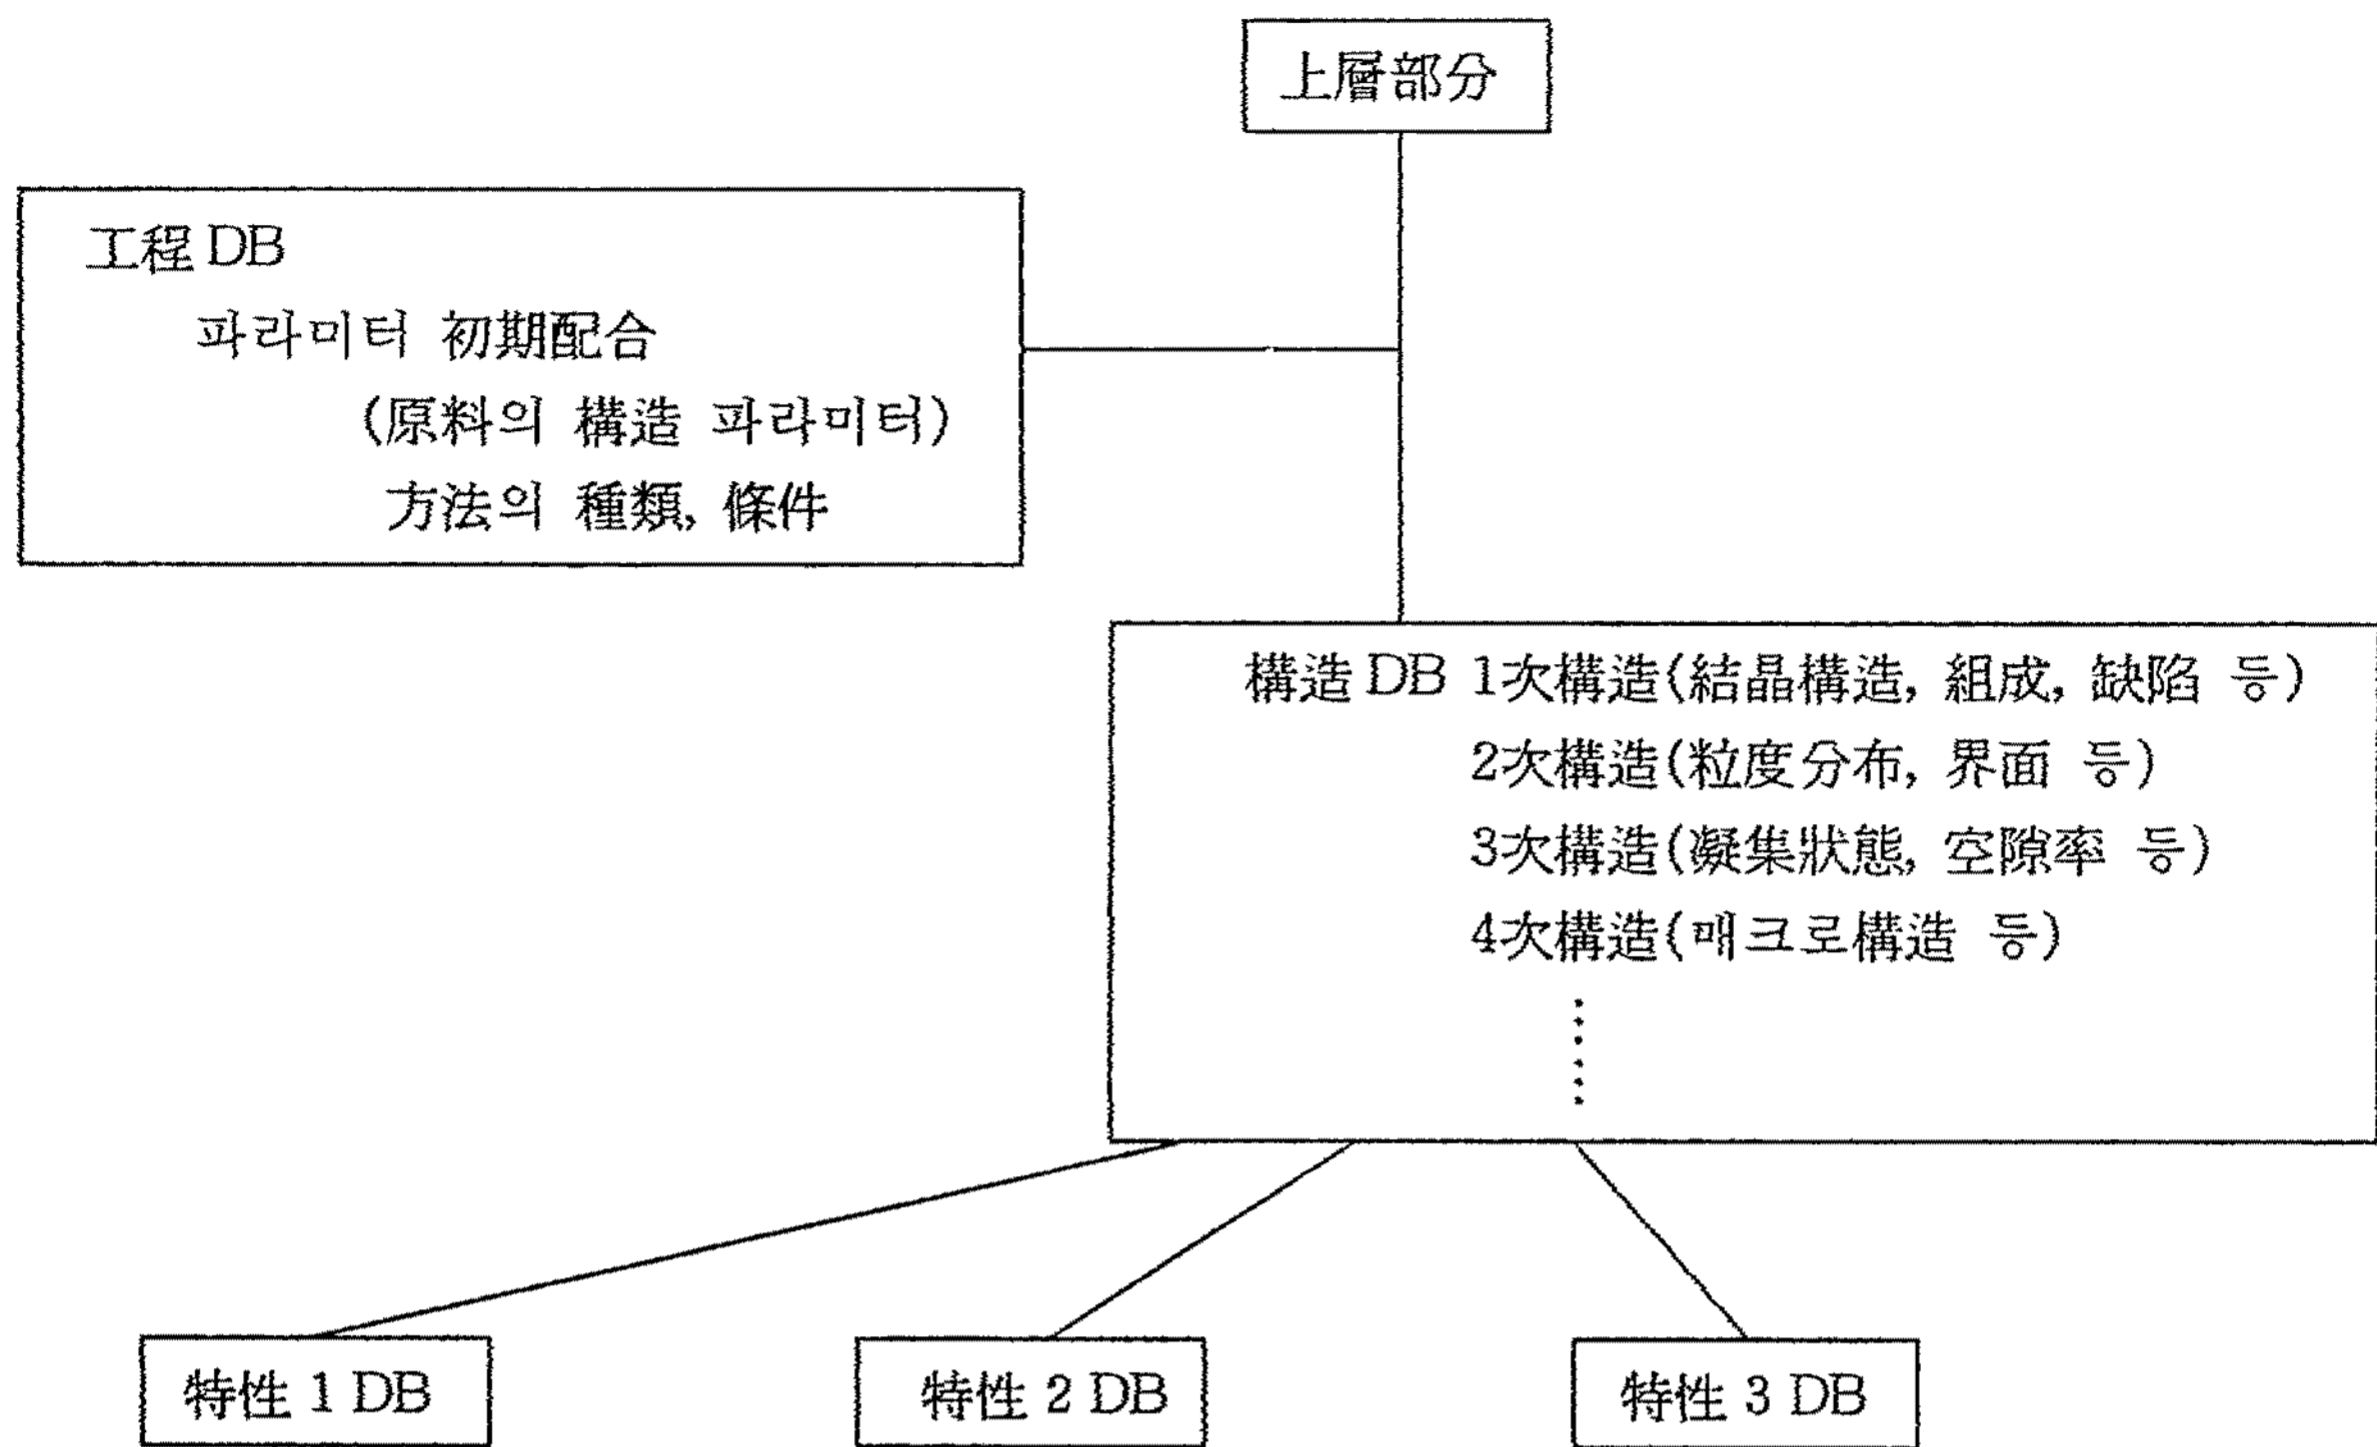 上層部分
工程 DB
파라미터 初期配合
(原料의 構造 파라미터)
方法의 種類, 條件
構造 DB 1次構造(結晶構造, 組成, 缺陷 등)
2次構造(粒度分布, 界面 등)
3次構造(凝集狀態, 空隙率 등)
4次構造(매크로構造 등)
⋮
特性 1 DB
特性 2 DB
特性 3 DB